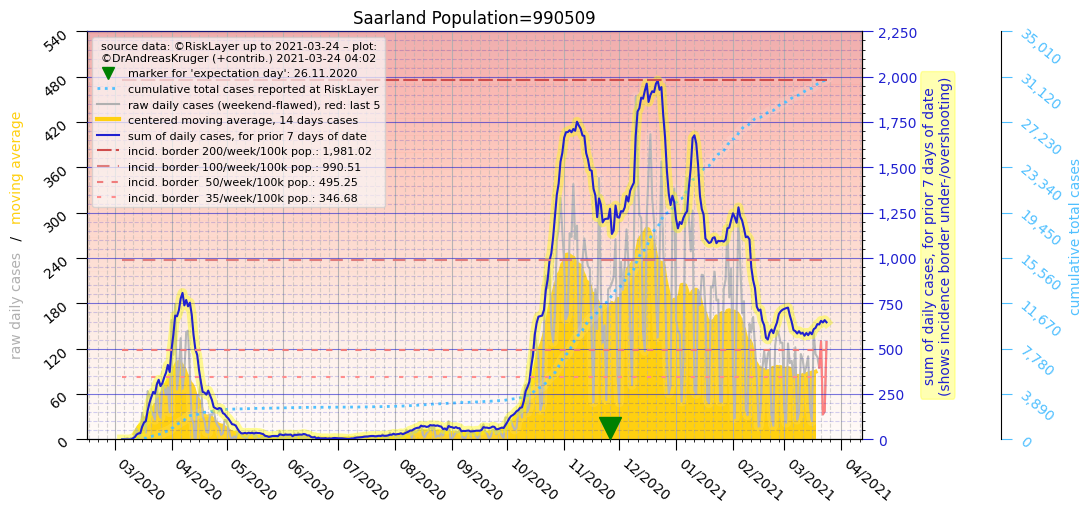 Saarland Population=990509
source data: ©RiskLayer up to 2021-03-24 – plot:
©DrAndreasKruger (+contrib.) 2021-03-24 04:02
marker for 'expectation day': 26.11.2020
cumulative total cases reported at RiskLayer
raw daily cases (weekend-flawed), red: last 5
centered moving average, 14 days cases
sum of daily cases, for prior 7 days of date
incid. border 200/week/100k pop.: 1,981.02
incid. border 100/week/100k pop.: 990.51
incid. border  50/week/100k pop.: 495.25
incid. border  35/week/100k pop.: 346.68
raw daily cases / moving average
540
480
420
360
300
240
180
120
60
0
03/2020
04/2020
05/2020
06/2020
07/2020
08/2020
09/2020
10/2020
11/2020
12/2020
01/2021
02/2021
03/2021
04/2021
2,250
2,000
1,750
1,500
1,250
1,000
750
500
250
0
sum of daily cases, for prior 7 days of date
(shows incidence border under-/overshooting)
35,010
31,120
27,230
23,340
19,450
15,560
11,670
7,780
3,890
0
cumulative total cases